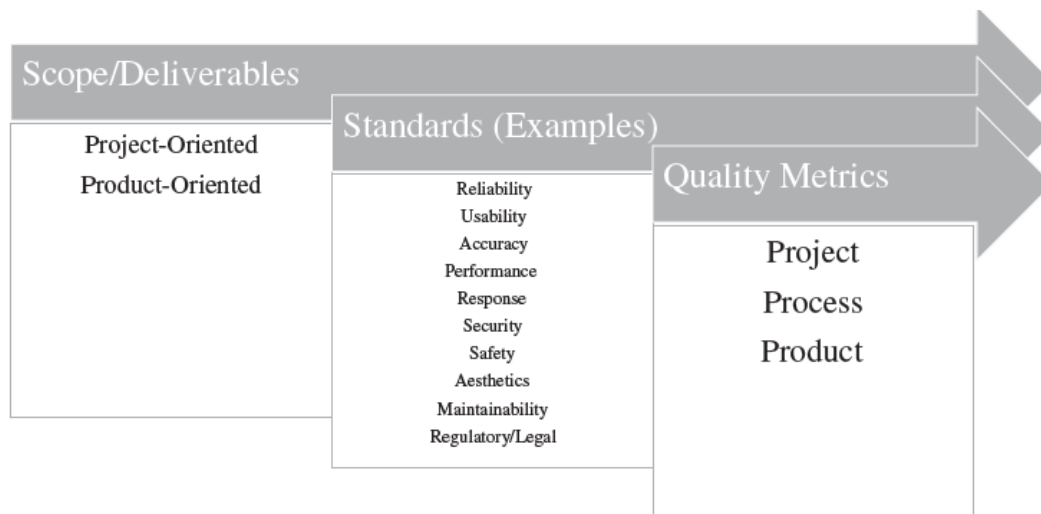 Scope/Deliverables
Project-Oriented
Product-Oriented
Standards (Examples)
Reliability
Usability
Accuracy
Performance
Response
Security
Safety
Aesthetics
Maintainability
Regulatory/Legal
Quality Metrics
Project
Process
Product